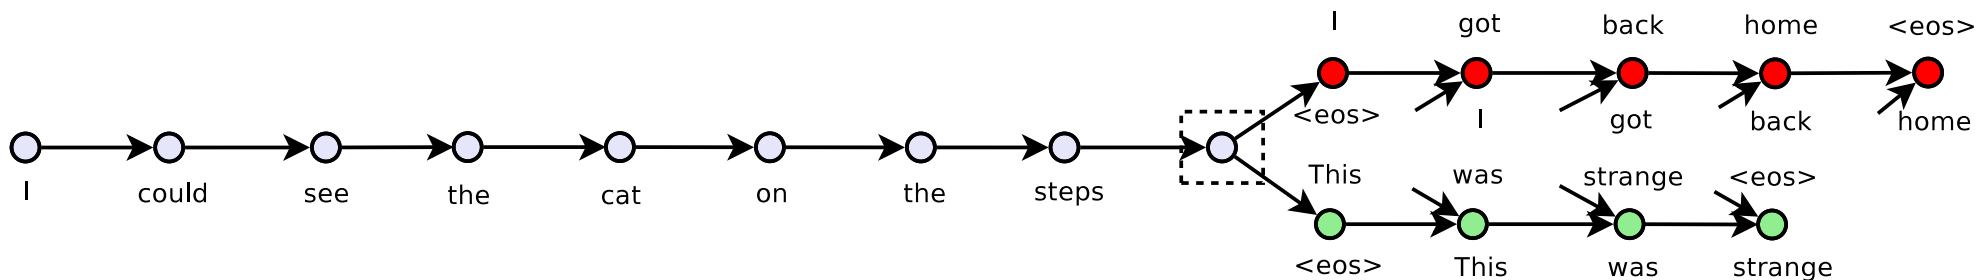 I got back home <eos>
<eos> I got back home
I could see the cat on the steps
This was strange <eos>
<eos> This was strange